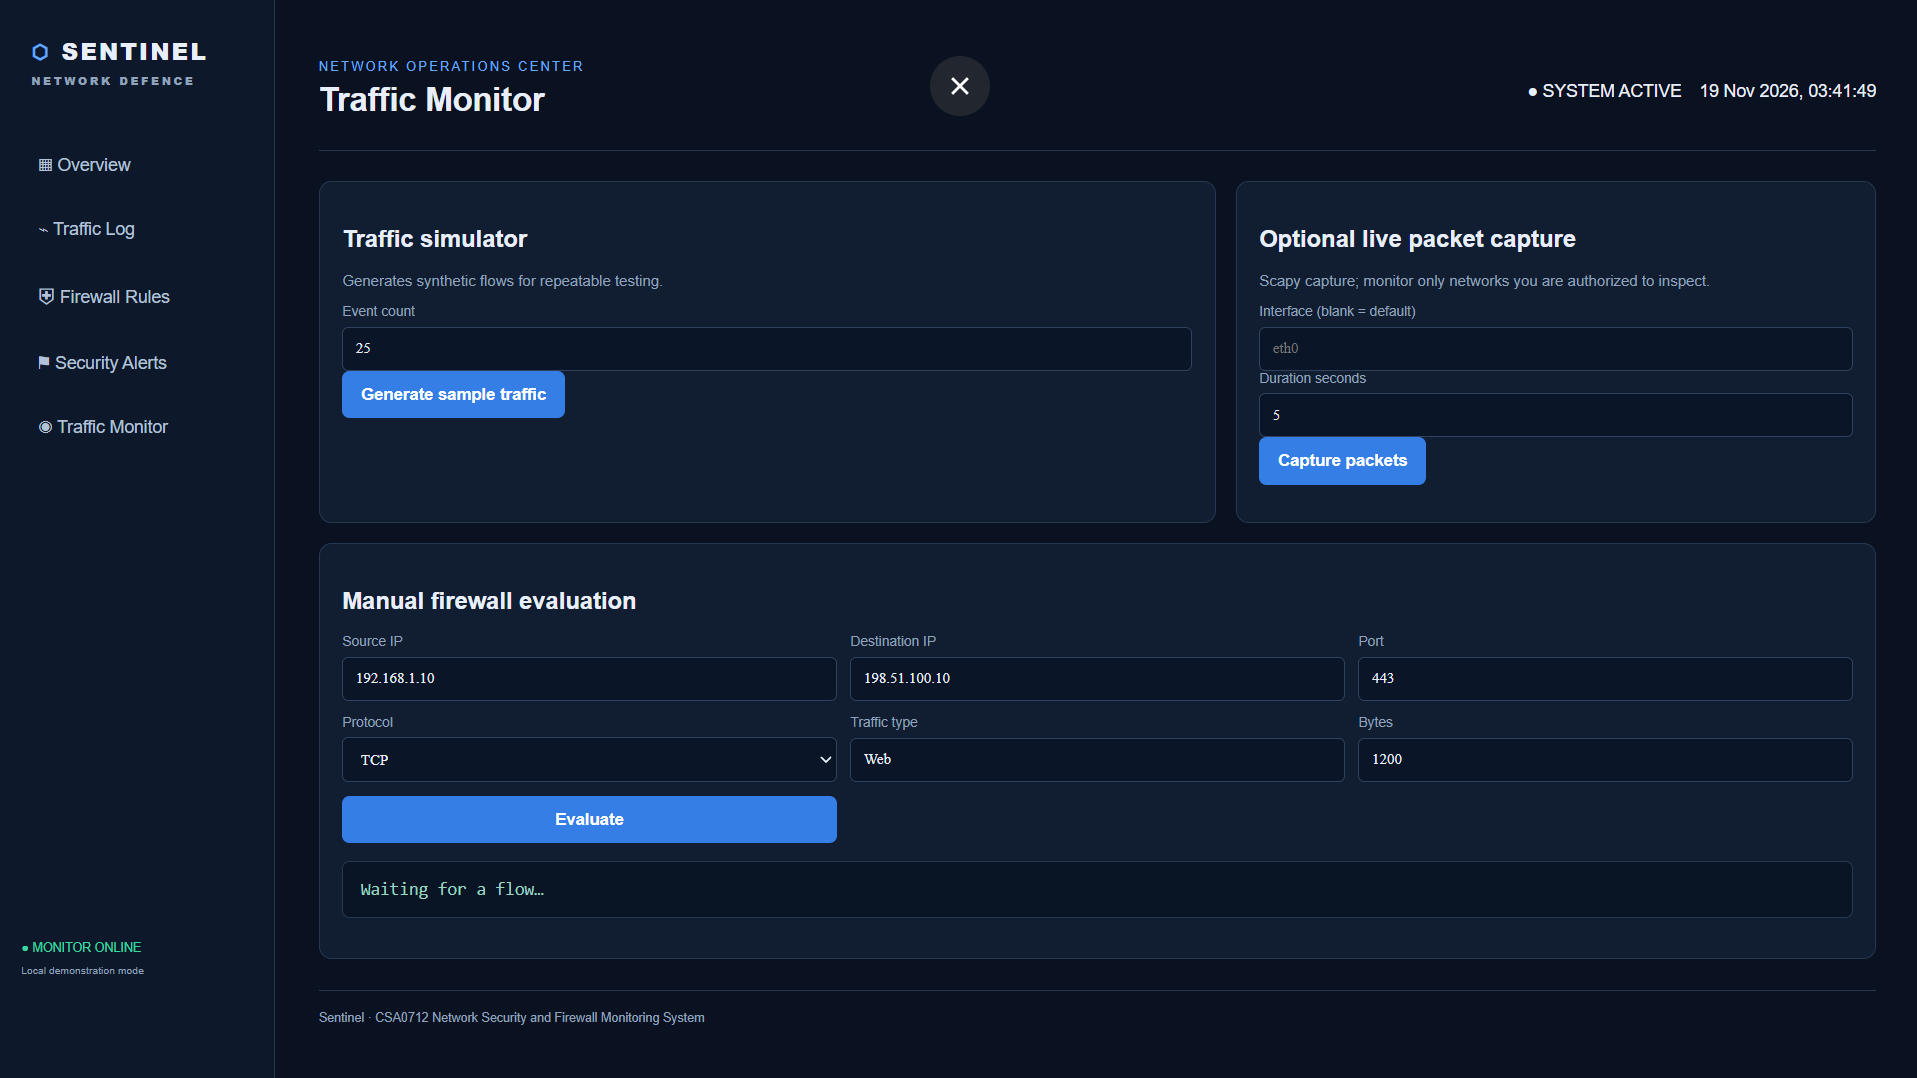 SENTINEL
NETWORK DEFENCE
Overview
Traffic Log
Firewall Rules
Security Alerts
Traffic Monitor
● MONITOR ONLINE
Local demonstration mode
NETWORK OPERATIONS CENTER
Traffic Monitor
● SYSTEM ACTIVE 19 Nov 2026, 03:41:49
Traffic simulator
Generates synthetic flows for repeatable testing.
Event count
25
Generate sample traffic
Optional live packet capture
Scapy capture; monitor only networks you are authorized to inspect.
Interface (blank = default)
eth0
Duration seconds
5
Capture packets
Manual firewall evaluation
Source IP Destination IP Port
192.168.1.10 198.51.100.10 443
Protocol Traffic type Bytes
TCP Web 1200
Evaluate
Waiting for a flow…
Sentinel · CSA0712 Network Security and Firewall Monitoring System